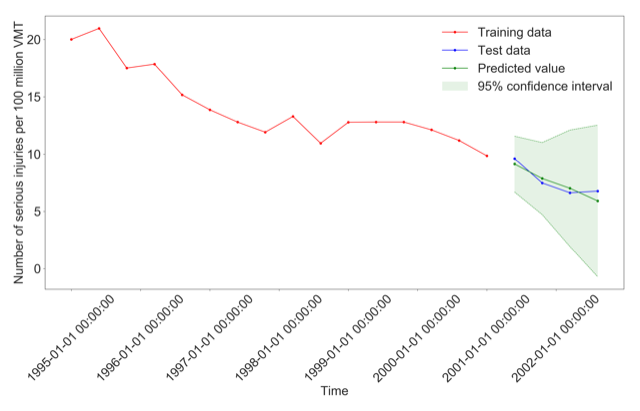 Number of serious injuries per 100 million VMT
20
15
10
5
0
Training data
Test data
Predicted value
95% confidence interval
1995-01-01 00:00:00
1996-01-01 00:00:00
1997-01-01 00:00:00
1998-01-01 00:00:00
1999-01-01 00:00:00
2000-01-01 00:00:00
2001-01-01 00:00:00
2002-01-01 00:00:00
Time